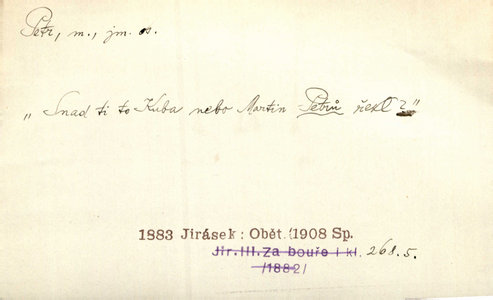 Petr, m., jm. os.
„Snad ti to Kuba nebo Martin Petrů řekl?"
1883 Jirásek: Obět. (1908 Sp.
Jir. III. Za bouře i kl. 268.5.
/1882/